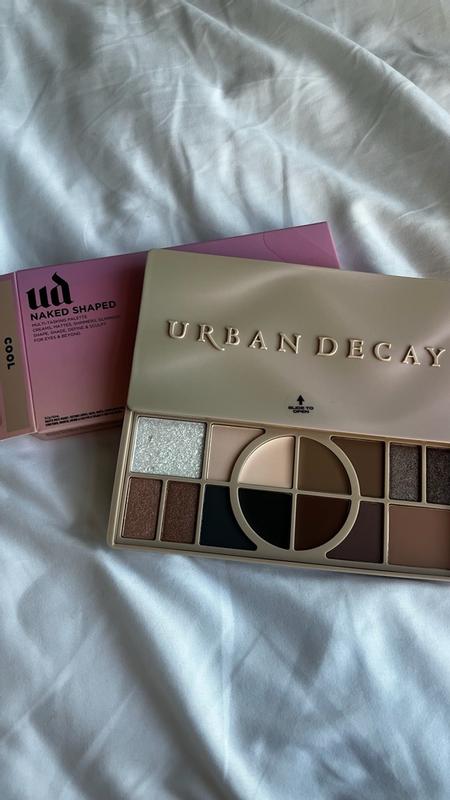 ud
NAKED SHAPED
MULTI-TASKING PALETTE
CREAMS, MATTES, SHIMMERS,
SHAPE, SHADE, DEFINE & SCULPT
FOR EYES & BEYOND
COOL
URBAN DECAY
SLIDE TO
OPEN